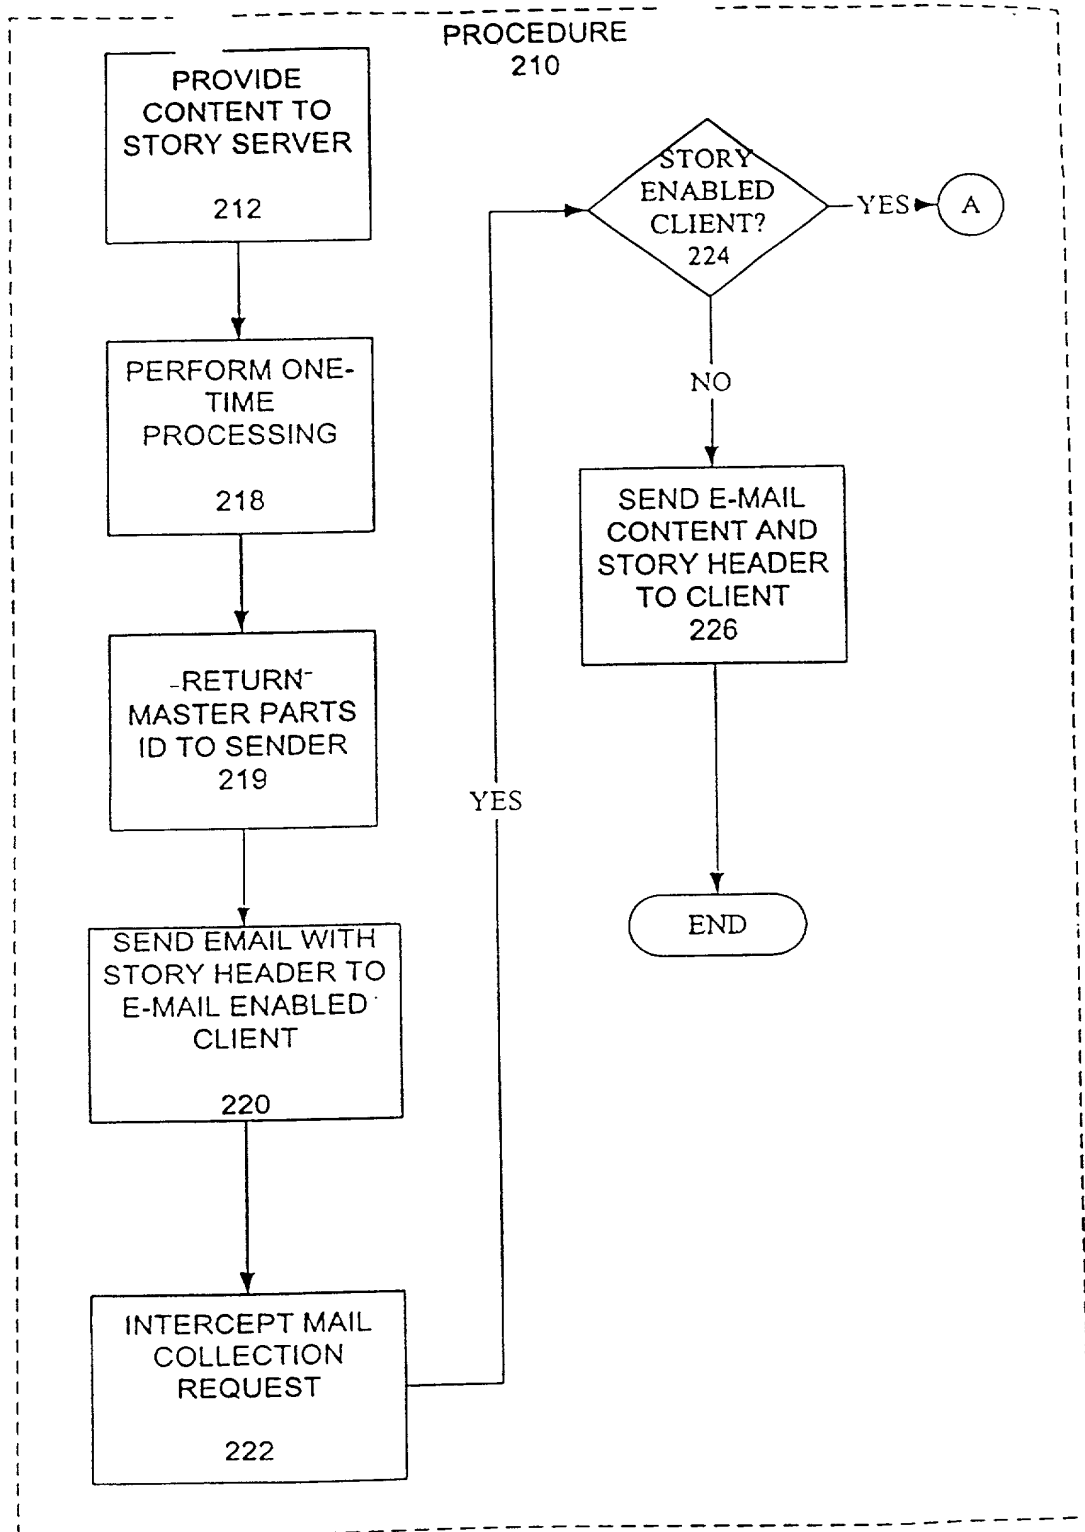 PROCEDURE
210
PROVIDE
CONTENT TO
STORY SERVER
212
PERFORM ONE-
TIME
PROCESSING
218
RETURN
MASTER PARTS
ID TO SENDER
219
SEND EMAIL WITH
STORY HEADER TO
E-MAIL ENABLED
CLIENT
220
INTERCEPT MAIL
COLLECTION
REQUEST
222
YES
STORY
ENABLED
CLIENT?
224
YES
A
NO
SEND E-MAIL
CONTENT AND
STORY HEADER
TO CLIENT
226
END